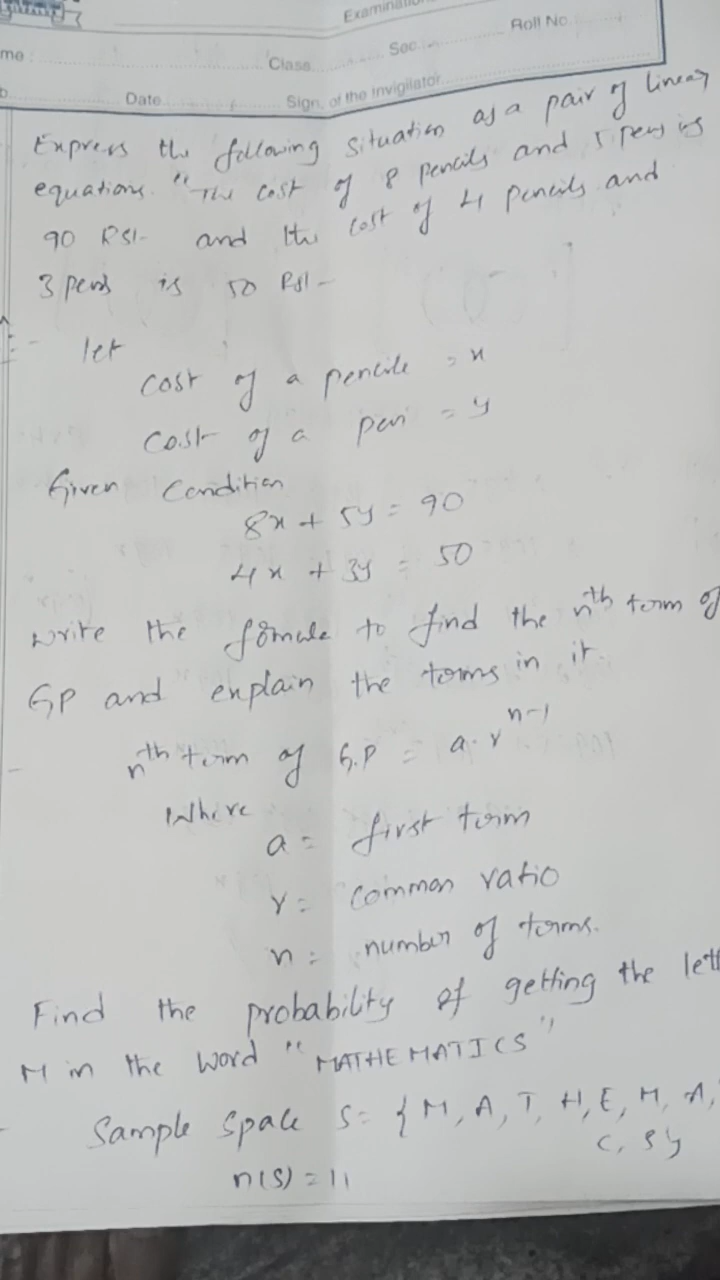 Examination
Roll No
Sec
me
Class
Date
Sign. of the Invigilator
Express the following situation as a pair of linear
equations. "The cost of 8 pencils and 5 pens is
90 Rs/- and the cost of 4 pencils and
3 pens is 50 Rs/-
let
cost of a pencile = x
cost of a pen = y
Given Condition
8x + 5y = 90
4x + 3y = 50
write the fomule to find the nth term of
GP and explain the terms in it.
nth term of G.P = a.r^n-1
Where
a = first term
r = common ratio
n = number of terms.
Find the probability of getting the lett
M in the word "MATHEMATICS"
Sample space S = { M, A, T, H, E, M, A,
C, S }
n(S) = 11